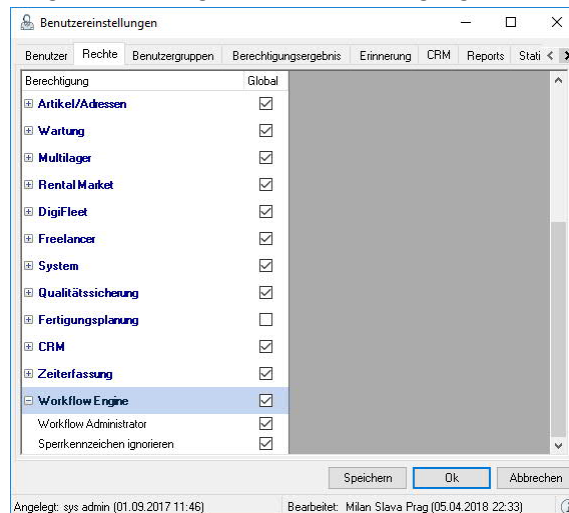 Benutzereinstellungen
Benutzer Rechte Benutzergruppen Berechtigungsergebnis Erinnerung CRM Reports Stati
Berechtigung Global
Artikel/Adressen
Wartung
Multilager
Rental Market
DigiFleet
Freelancer
System
Qualitätssicherung
Fertigungsplanung
CRM
Zeiterfassung
Workflow Engine
Workflow Administrator
Sperrkennzeichen ignorieren
Speichern Ok Abbrechen
Angelegt: sys admin (01.09.2017 11:46) Bearbeitet: Milan Slava Prag (05.04.2018 22:33)